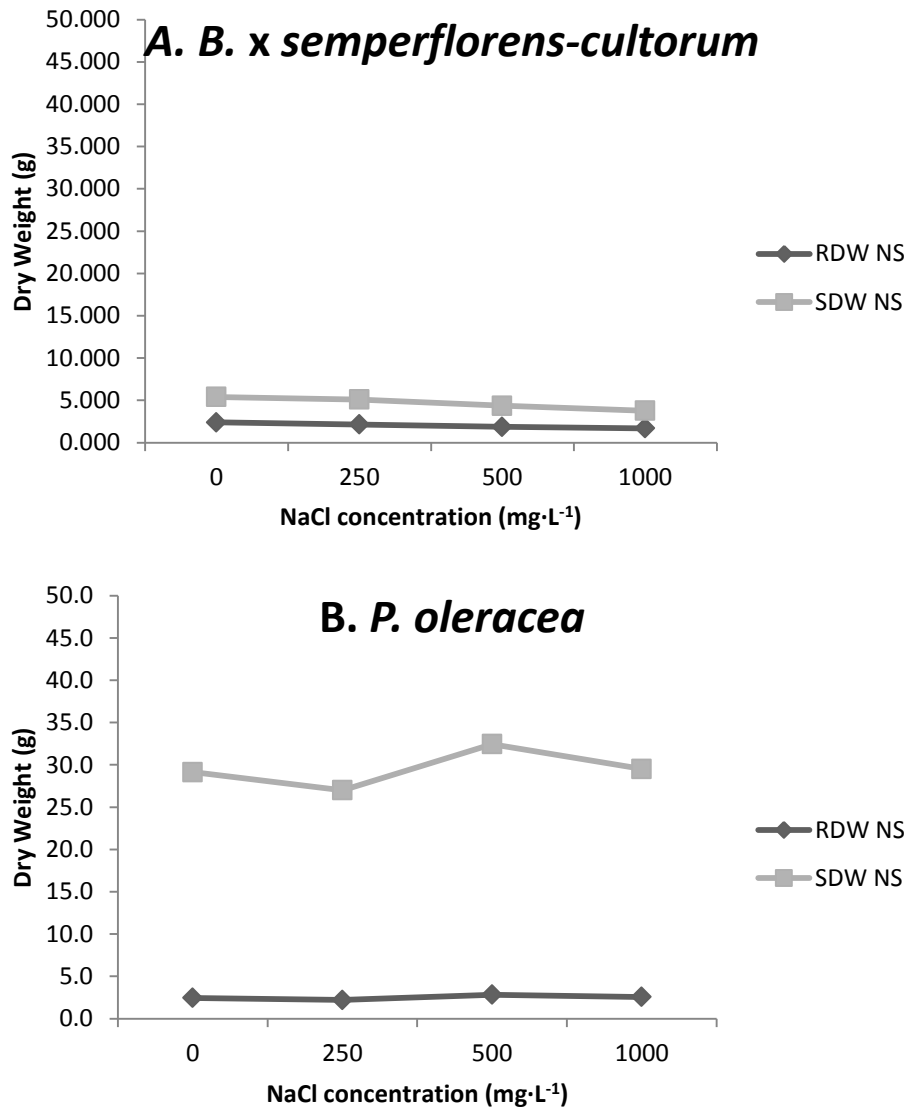 A. B. x semperflorens-cultorum
50.000
45.000
40.000
35.000
30.000
25.000
20.000
15.000
10.000
5.000
0.000
Dry Weight (g)
0 250 500 1000
NaCl concentration (mg·L⁻¹)
RDW NS
SDW NS
B. P. oleracea
50.0
45.0
40.0
35.0
30.0
25.0
20.0
15.0
10.0
5.0
0.0
Dry Weight (g)
0 250 500 1000
NaCl concentration (mg·L⁻¹)
RDW NS
SDW NS